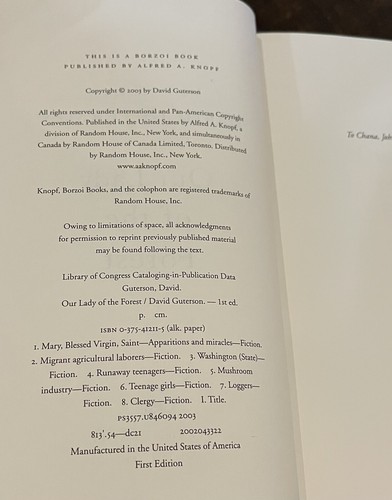 THIS IS A BORZOI BOOK
PUBLISHED BY ALFRED A. KNOPF
Copyright © 2003 by David Guterson
All rights reserved under International and Pan-American Copyright
Conventions. Published in the United States by Alfred A. Knopf, a
division of Random House, Inc., New York, and simultaneously in
Canada by Random House of Canada Limited, Toronto. Distributed
by Random House, Inc., New York.
www.aaknopf.com
Knopf, Borzoi Books, and the colophon are registered trademarks of
Random House, Inc.
Owing to limitations of space, all acknowledgments
for permission to reprint previously published material
may be found following the text.
Library of Congress Cataloging-in-Publication Data
Guterson, David.
Our Lady of the Forest / David Guterson. — 1st ed.
p. cm.
ISBN 0-375-41211-5 (alk. paper)
1. Mary, Blessed Virgin, Saint—Apparitions and miracles—Fiction.
2. Migrant agricultural laborers—Fiction. 3. Washington (State)—
Fiction. 4. Runaway teenagers—Fiction. 5. Mushroom
industry—Fiction. 6. Teenage girls—Fiction. 7. Loggers—
Fiction. 8. Clergy—Fiction. I. Title.
PS3557.U846O94 2003
813'.54—dc21 2002043322
Manufactured in the United States of America
First Edition
To